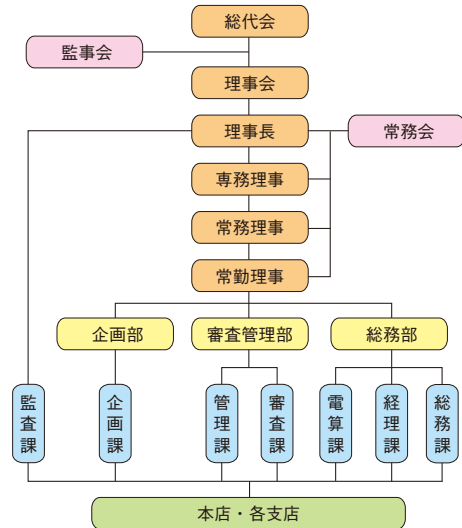 総代会
監事会
理事会
理事長
常務会
専務理事
常務理事
常勤理事
企画部
審査管理部
総務部
監査課
企画課
管理課
審査課
電算課
経理課
総務課
本店・各支店